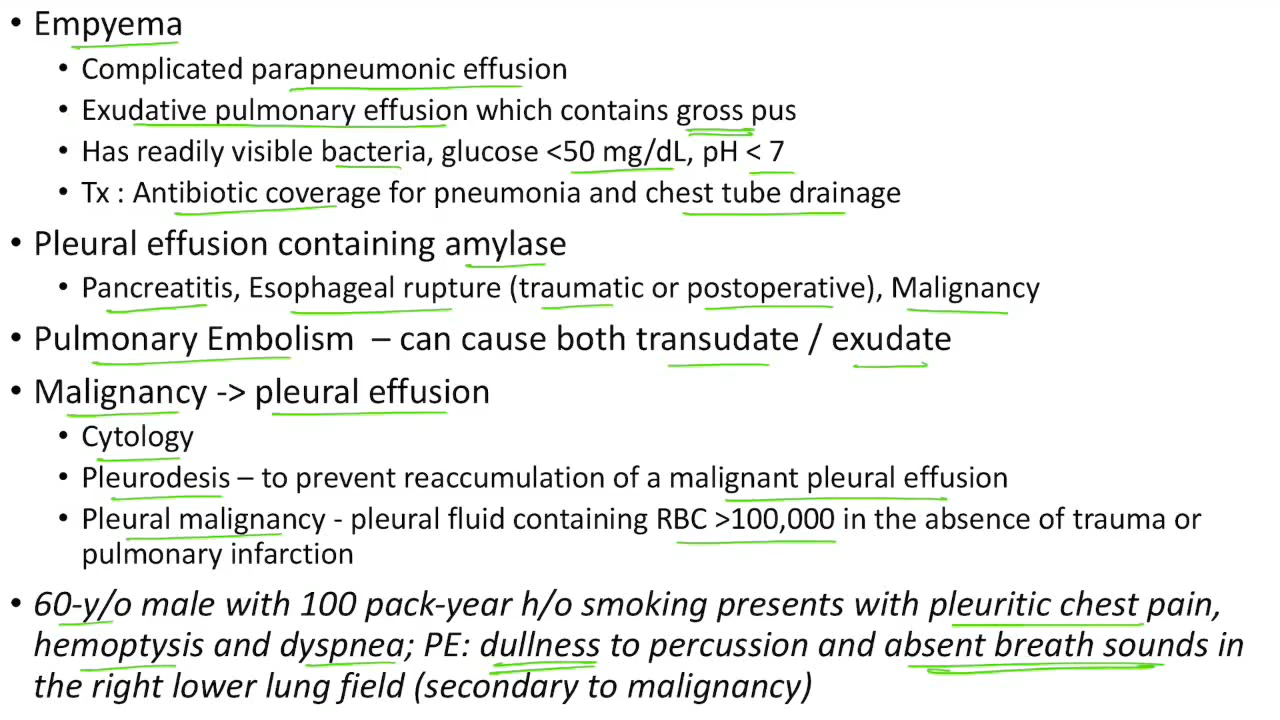 • Empyema
• Complicated parapneumonic effusion
• Exudative pulmonary effusion which contains gross pus
• Has readily visible bacteria, glucose <50 mg/dL, pH < 7
• Tx : Antibiotic coverage for pneumonia and chest tube drainage
• Pleural effusion containing amylase
• Pancreatitis, Esophageal rupture (traumatic or postoperative), Malignancy
• Pulmonary Embolism – can cause both transudate / exudate
• Malignancy -> pleural effusion
• Cytology
• Pleurodesis – to prevent reaccumulation of a malignant pleural effusion
• Pleural malignancy - pleural fluid containing RBC >100,000 in the absence of trauma or
pulmonary infarction
• 60-y/o male with 100 pack-year h/o smoking presents with pleuritic chest pain,
hemoptysis and dyspnea; PE: dullness to percussion and absent breath sounds in
the right lower lung field (secondary to malignancy)